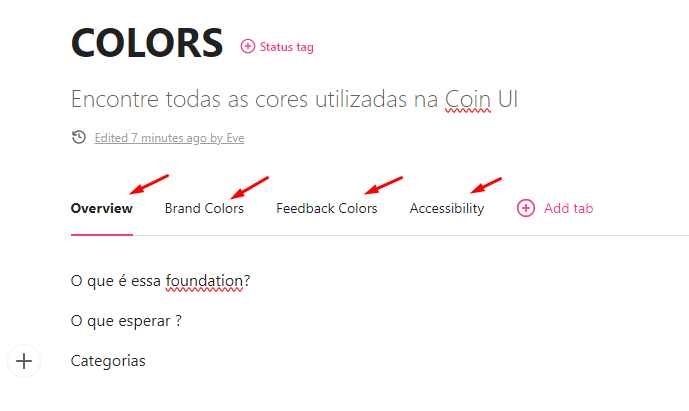 COLORS
Status tag
Encontre todas as cores utilizadas na Coin UI
Edited 7 minutes ago by Eve
Overview Brand Colors Feedback Colors Accessibility Add tab
O que é essa foundation?
O que esperar ?
Categorias